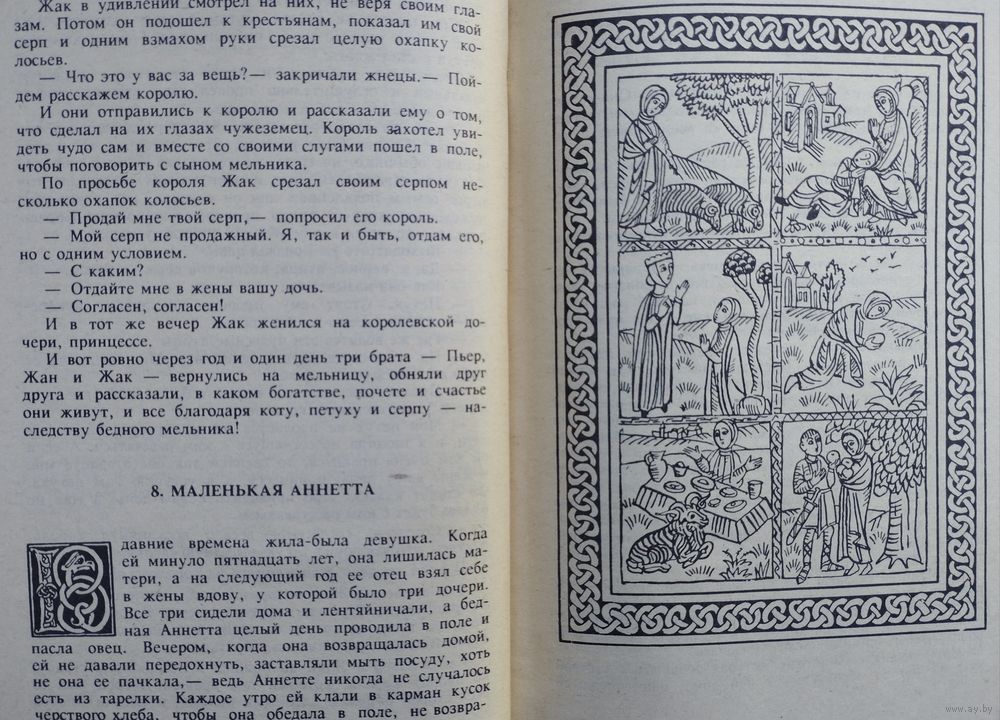 Жак в удивлении смотрел на них, не веря своим гла-
зам. Потом он подошел к крестьянам, показал им свой
серп и одним взмахом руки срезал целую охапку ко-
лосьев.
— Что это у вас за вещь?— закричали жнецы.— Пой-
дем расскажем королю.
И они отправились к королю и рассказали ему о том,
что сделал на их глазах чужеземец. Король захотел уви-
деть чудо сам и вместе со своими слугами пошел в поле,
чтобы поговорить с сыном мельника.
По просьбе короля Жак срезал своим серпом не-
сколько охапок колосьев.
— Продай мне твой серп,— попросил его король.
— Мой серп не продажный. Я, так и быть, отдам его,
но с одним условием.
— С каким?
— Отдайте мне в жены вашу дочь.
— Согласен, согласен!
И в тот же вечер Жак женился на королевской до-
чери, принцессе.
И вот ровно через год и один день три брата — Пьер,
Жан и Жак — вернулись на мельницу, обняли друг
друга и рассказали, в каком богатстве, почете и счастье
они живут, и все благодаря коту, петуху и серпу — на-
следству бедного мельника!
8. МАЛЕНЬКАЯ АННЕТТА
В давние времена жила-была девушка. Когда
ей минуло пятнадцать лет, она лишилась ма-
тери, а на следующий год ее отец взял себе
в жены вдову, у которой было три дочери.
Все три сидели дома и лентяйничали, а бед-
ная Аннетта целый день проводила в поле и
пасла овец. Вечером, когда она возвращалась домой,
ей не давали передохнуть, заставляли мыть посуду, хоть
не она ее пачкала,— ведь Аннетте никогда не случалось
есть из тарелки. Каждое утро ей клали в карман кусок
черствого хлеба, чтобы она обедала в поле, не возвра-
www.ay.by